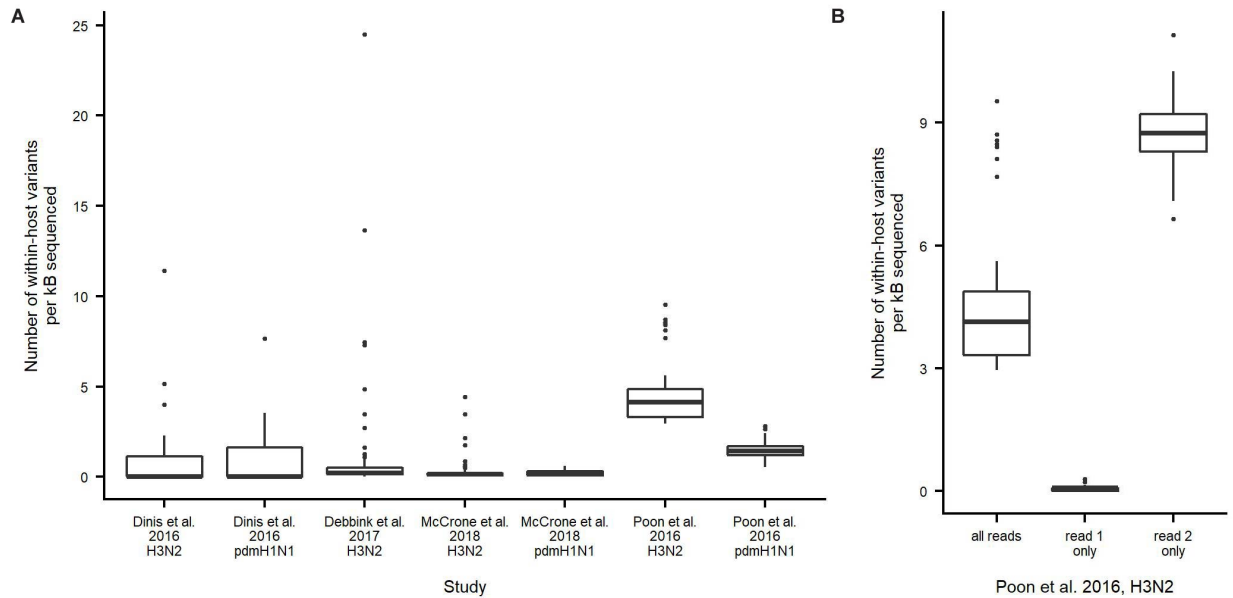 A
Number of within-host variants
per kB sequenced
25
20
15
10
5
0
Dinis et al.
2016
H3N2
Dinis et al.
2016
pdmH1N1
Debbink et al.
2017
H3N2
McCrone et al.
2018
H3N2
McCrone et al.
2018
pdmH1N1
Poon et al.
2016
H3N2
Poon et al.
2016
pdmH1N1
Study
B
Number of within-host variants
per kB sequenced
9
6
3
0
all reads
read 1
only
read 2
only
Poon et al. 2016, H3N2